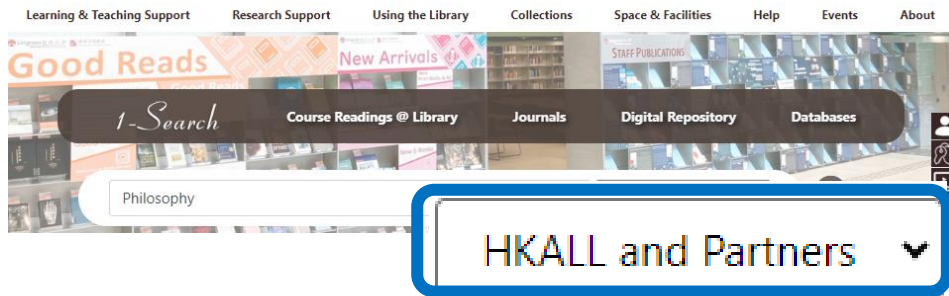 Learning & Teaching Support Research Support Using the Library Collections Space & Facilities Help Events About
Good Reads
New Arrivals
STAFF PUBLICATIONS
1-Search Course Readings @ Library Journals Digital Repository Databases
Philosophy
HKALL and Partners